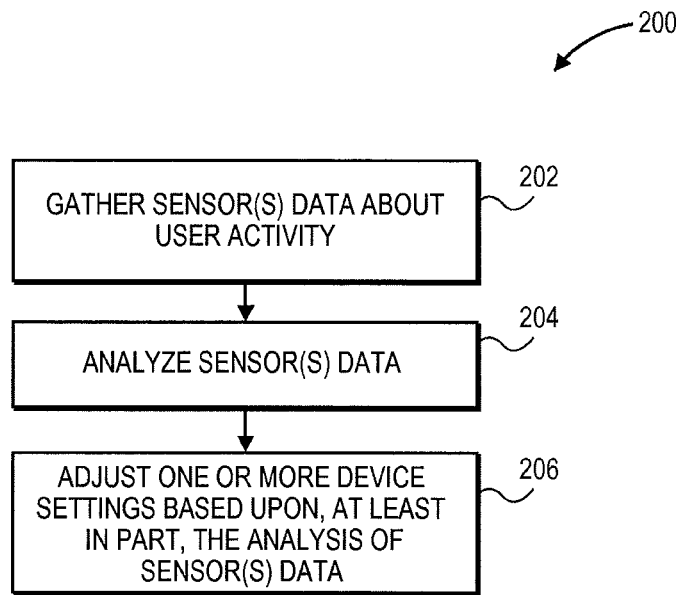 200
202
GATHER SENSOR(S) DATA ABOUT
USER ACTIVITY
204
ANALYZE SENSOR(S) DATA
206
ADJUST ONE OR MORE DEVICE
SETTINGS BASED UPON, AT LEAST
IN PART, THE ANALYSIS OF
SENSOR(S) DATA